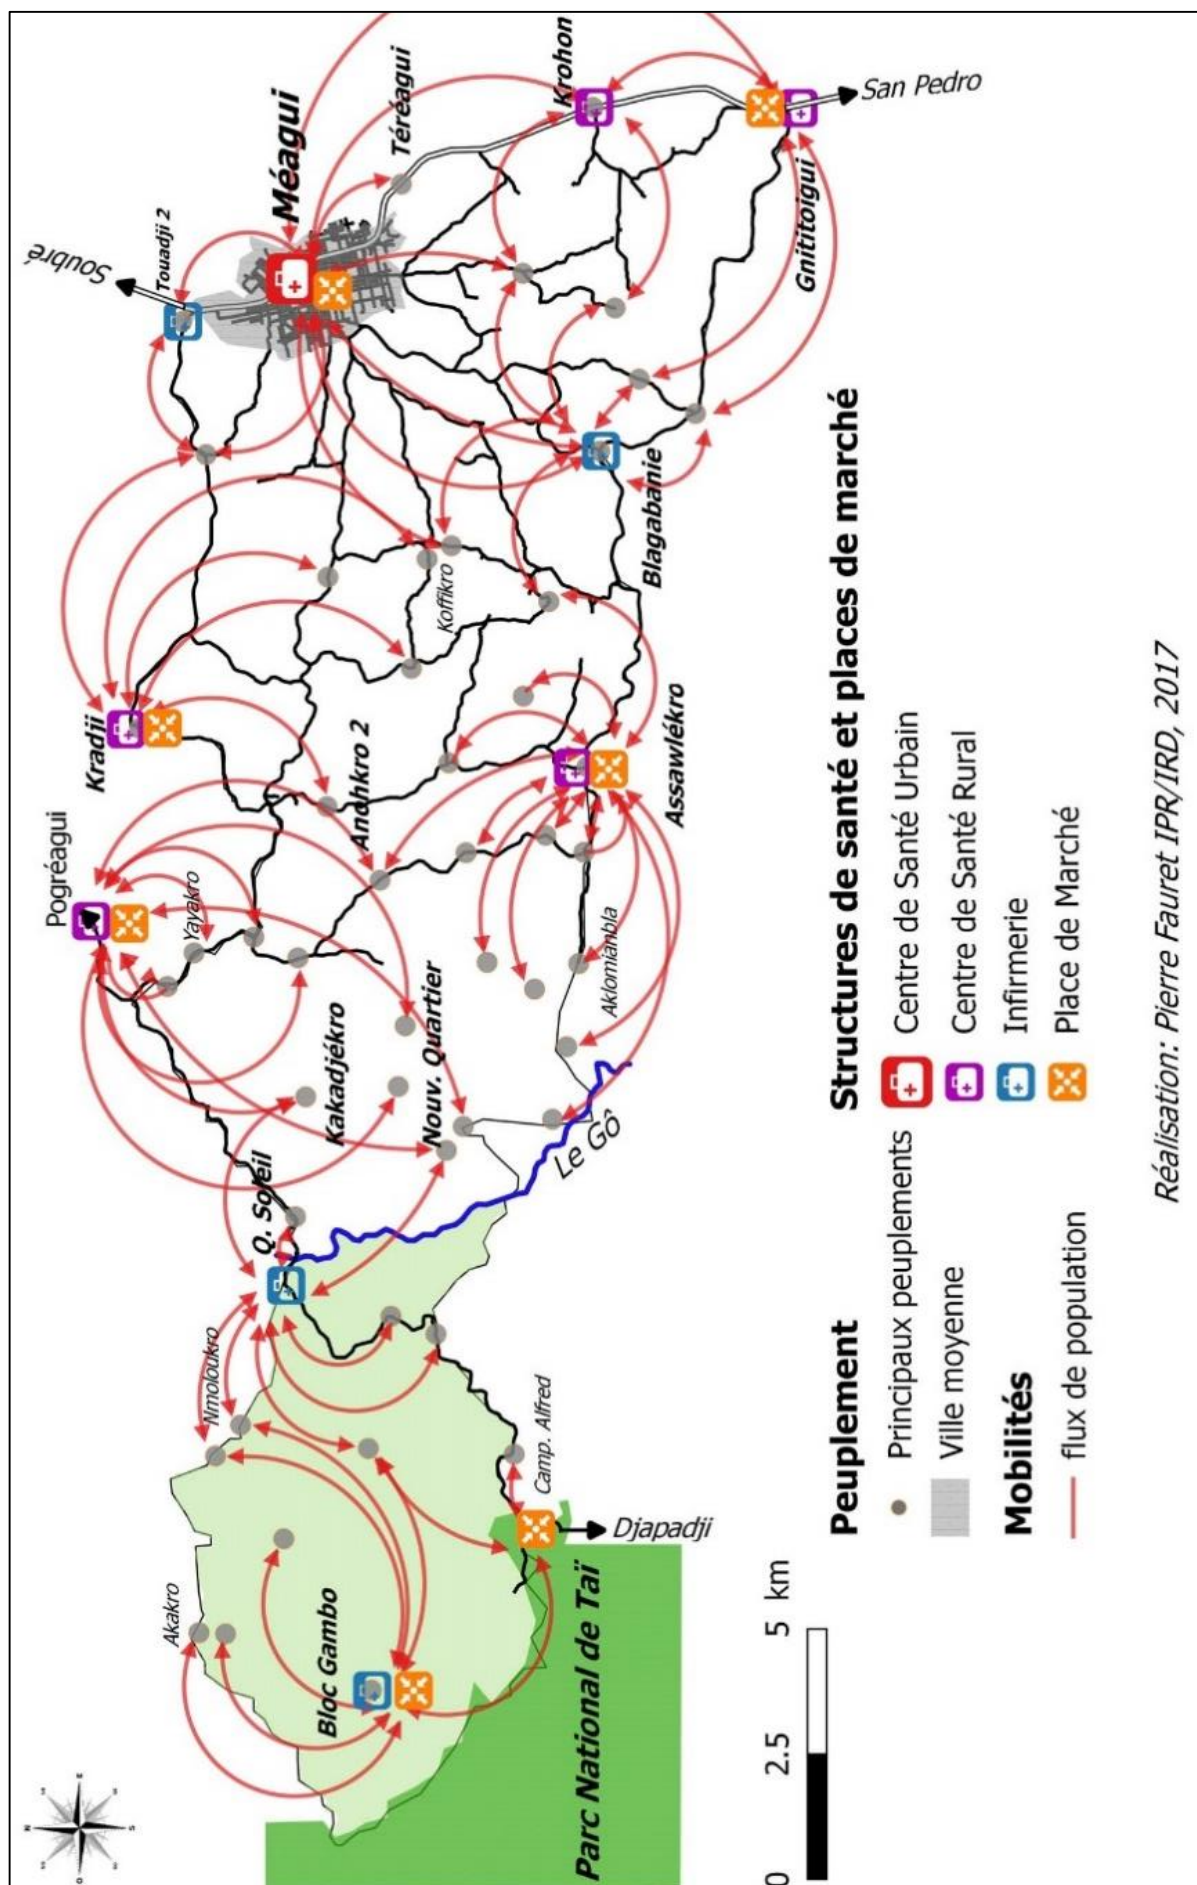 N
E
S
O
Soubré
Touadji 2
Méagui
Téréagui
Krohon
San Pedro
Gnititoigui
Blagabanie
Koffikro
Kradji
Anohkro 2
Assawlékro
Pogréagui
Yayakro
Aklomianbla
Kakadjékro
Nouv. Quartier
Q. Soleil
Le Gô
Nmoloukro
Camp. Alfred
Djapadji
Akakro
Bloc Gambo
Parc National de Taï
0 2.5 5 km
Peuplement
Principaux peuplements
Ville moyenne
Mobilités
flux de population
Structures de santé et places de marché
Centre de Santé Urbain
Centre de Santé Rural
Infirmerie
Place de Marché
Réalisation: Pierre Fauret IPR/IRD, 2017